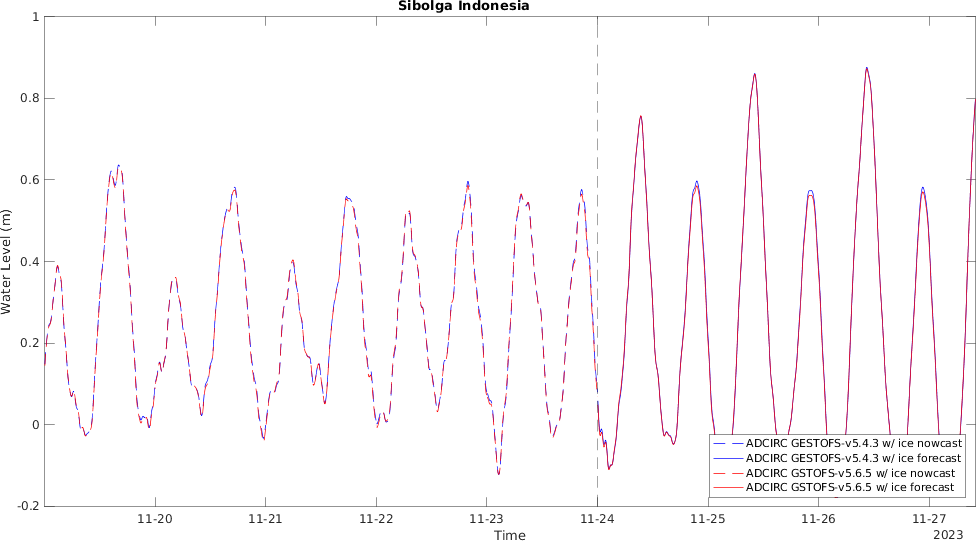 Sibolga Indonesia
1
0.8
0.6
0.4
0.2
0
-0.2
Water Level (m)
11-20
11-21
11-22
11-23
11-24
11-25
11-26
11-27
Time
2023
ADCIRC GESTOFS-v5.4.3 w/ ice nowcast
ADCIRC GESTOFS-v5.4.3 w/ ice forecast
ADCIRC GSTOFS-v5.6.5 w/ ice nowcast
ADCIRC GSTOFS-v5.6.5 w/ ice forecast